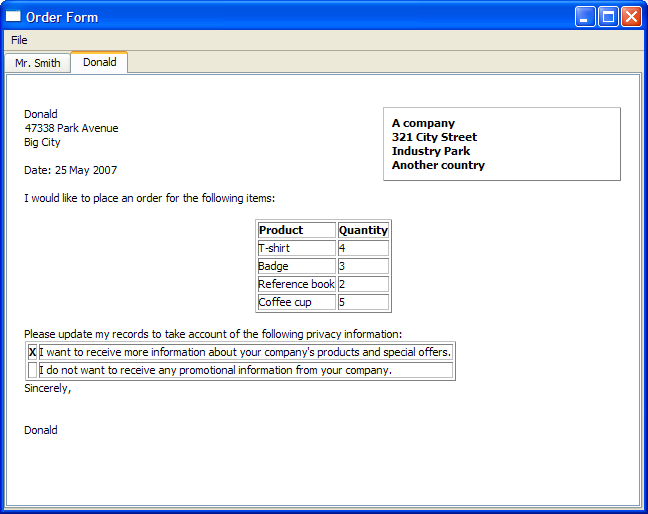 Order Form
File
Mr. Smith Donald
Donald
47338 Park Avenue
Big City
Date: 25 May 2007
A company
321 City Street
Industry Park
Another country
I would like to place an order for the following items:
Product Quantity
T-shirt 4
Badge 3
Reference book 2
Coffee cup 5
Please update my records to take account of the following privacy information:
X I want to receive more information about your company's products and special offers.
I do not want to receive any promotional information from your company.
Sincerely,
Donald